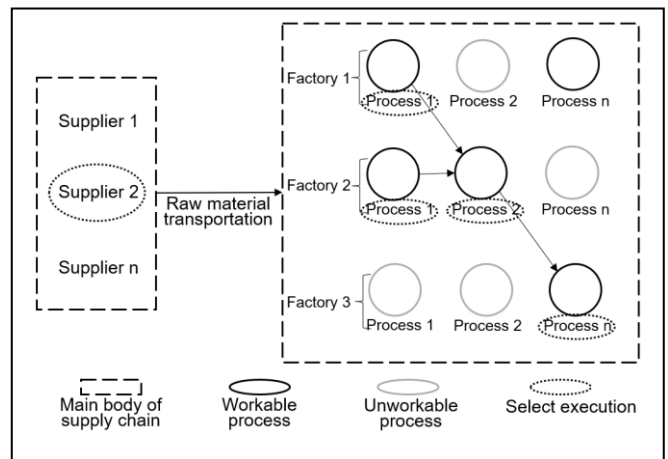 Supplier 1
Supplier 2
Supplier n
Raw material
transportation
Factory 1
Process 1
Process 2
Process n
Factory 2
Process 1
Process 2
Process n
Factory 3
Process 1
Process 2
Process n
Main body of
supply chain
Workable
process
Unworkable
process
Select execution